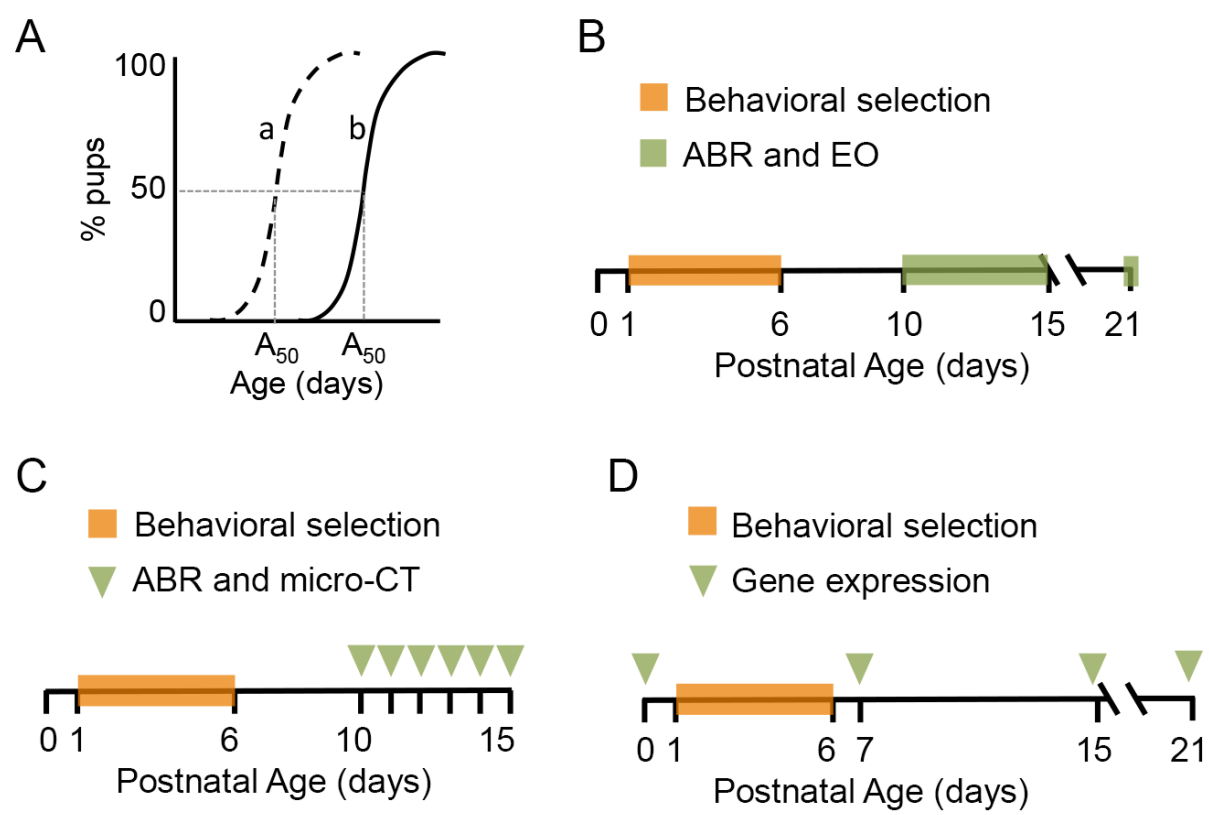 A
100
50
0
% pups
a
b
A50
A50
Age (days)
B
Behavioral selection
ABR and EO
0 1 6 10 15 21
Postnatal Age (days)
C
Behavioral selection
ABR and micro-CT
0 1 6 10 15
Postnatal Age (days)
D
Behavioral selection
Gene expression
0 1 6 7 15 21
Postnatal Age (days)